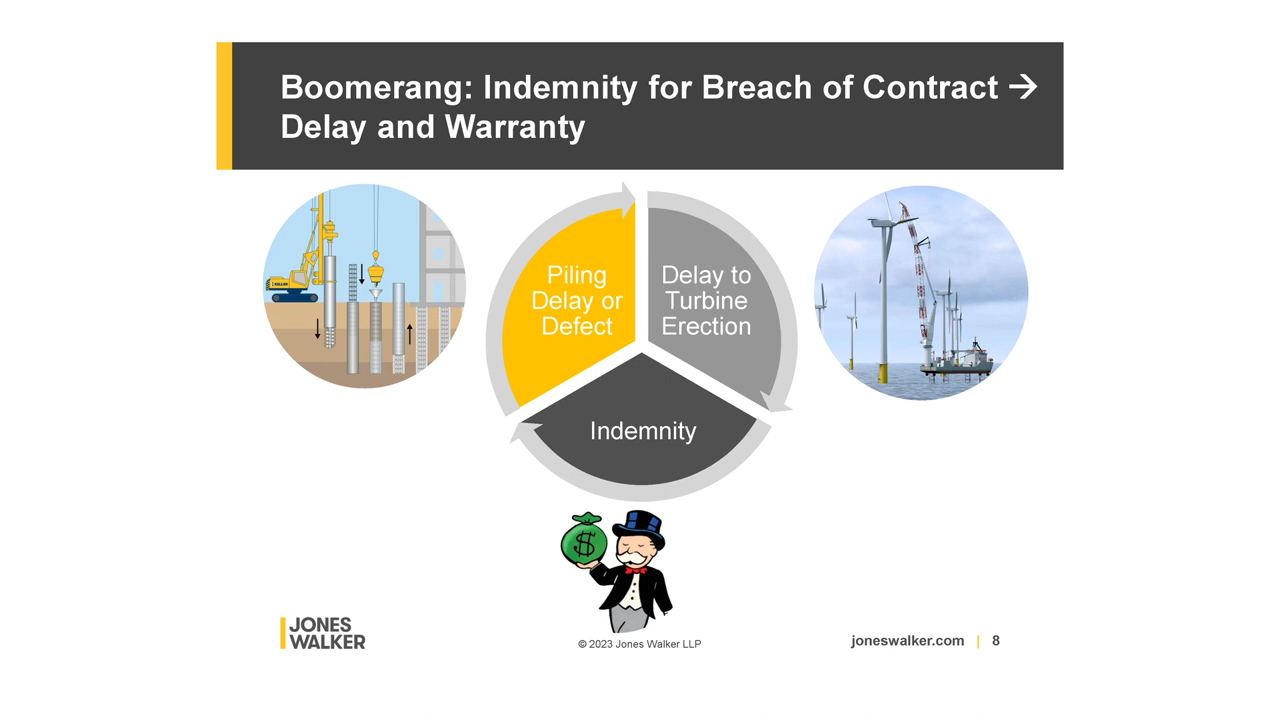 Boomerang: Indemnity for Breach of Contract →
Delay and Warranty
Piling
Delay or
Defect
Delay to
Turbine
Erection
Indemnity
KELLER
$
JONES
WALKER
© 2023 Jones Walker LLP
joneswalker.com | 8